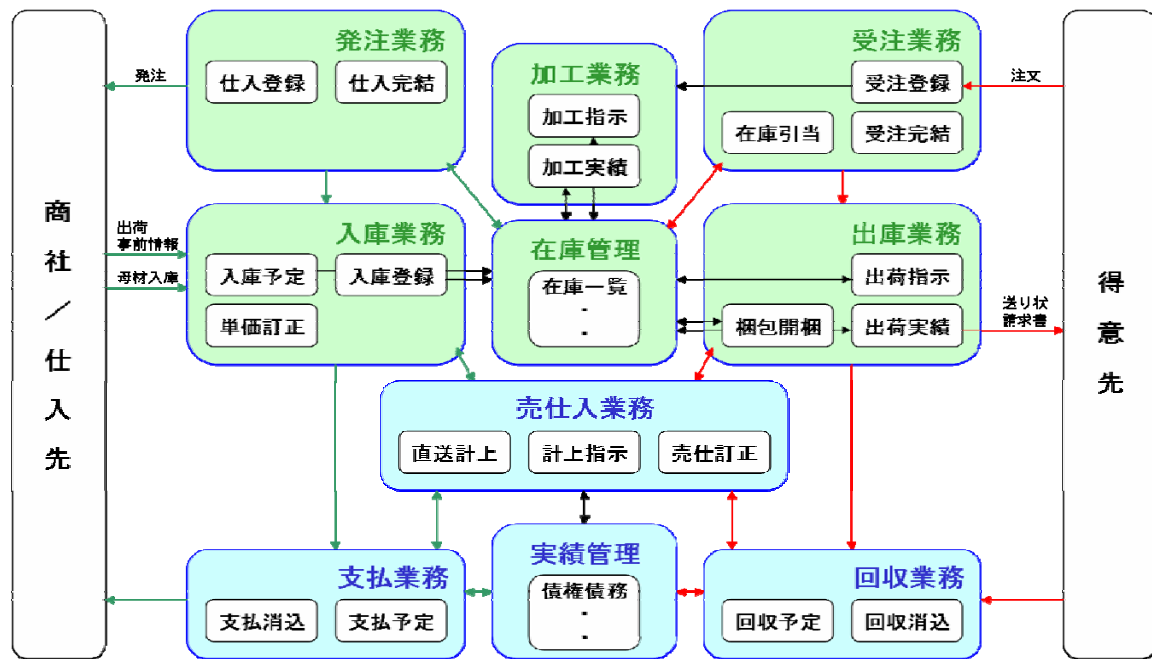 商社／仕入先
発注
出荷
事前情報
母材入庫
発注業務
仕入登録
仕入完結
加工業務
加工指示
加工実績
受注業務
受注登録
在庫引当
受注完結
注文
入庫業務
入庫予定
入庫登録
単価訂正
在庫管理
在庫一覧
・
・
出庫業務
出荷指示
梱包開梱
出荷実績
送り状
請求書
得意先
売仕入業務
直送計上
計上指示
売仕訂正
支払業務
支払消込
支払予定
実績管理
債権債務
・
・
回収業務
回収予定
回収消込